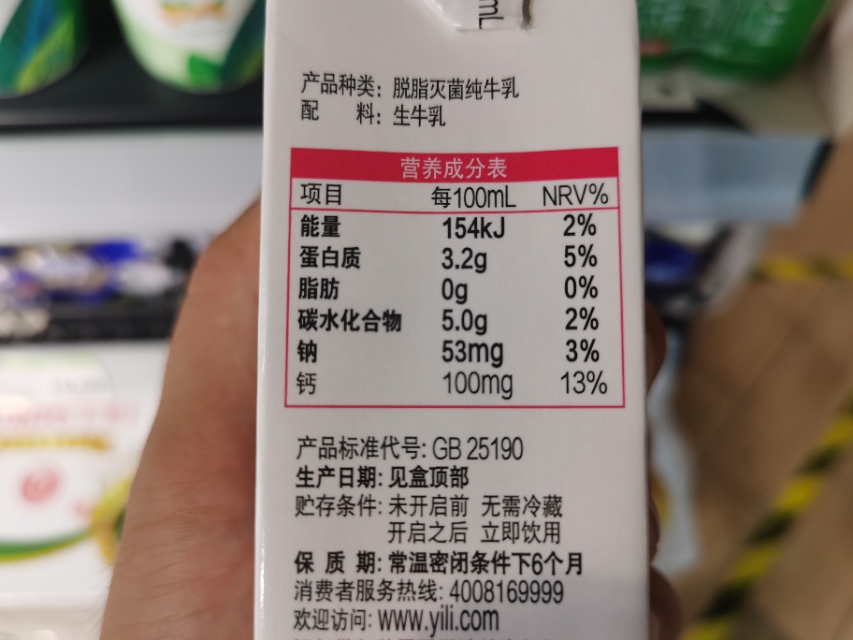 mL
产品种类: 脱脂灭菌纯牛乳
配 料: 生牛乳
营养成分表
项目 每100mL NRV%
能量 154kJ 2%
蛋白质 3.2g 5%
脂肪 0g 0%
碳水化合物 5.0g 2%
钠 53mg 3%
钙 100mg 13%
产品标准代号: GB 25190
生产日期: 见盒顶部
贮存条件: 未开启前 无需冷藏
开启之后 立即饮用
保 质 期: 常温密闭条件下6个月
消费者服务热线: 4008169999
欢迎访问: www.yili.com